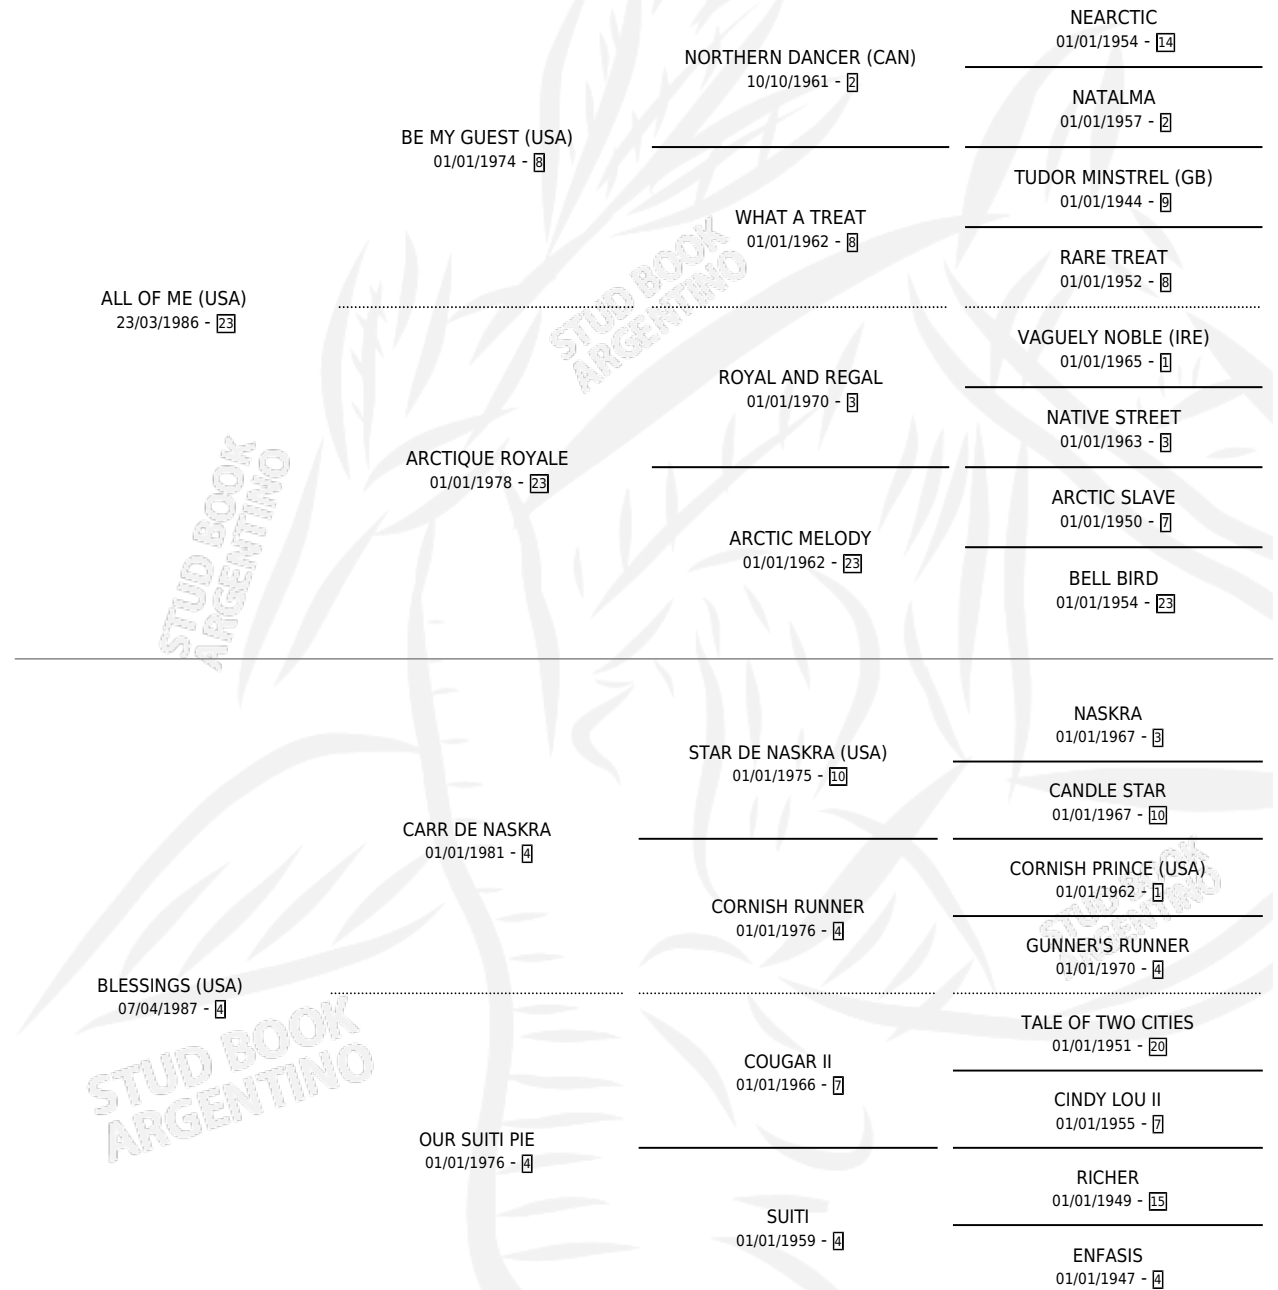 NEARCTIC
01/01/1954 - 14
NORTHERN DANCER (CAN)
10/10/1961 - 2
NATALMA
01/01/1957 - 2
BE MY GUEST (USA)
01/01/1974 - 8
TUDOR MINSTREL (GB)
01/01/1944 - 9
WHAT A TREAT
01/01/1962 - 8
RARE TREAT
01/01/1952 - 8
ALL OF ME (USA)
23/03/1986 - 23
VAGUELY NOBLE (IRE)
01/01/1965 - 1
ROYAL AND REGAL
01/01/1970 - 3
NATIVE STREET
01/01/1963 - 3
ARCTIQUE ROYALE
01/01/1978 - 23
ARCTIC SLAVE
01/01/1950 - 7
ARCTIC MELODY
01/01/1962 - 23
BELL BIRD
01/01/1954 - 23
NASKRA
01/01/1967 - 3
STAR DE NASKRA (USA)
01/01/1975 - 10
CANDLE STAR
01/01/1967 - 10
CARR DE NASKRA
01/01/1981 - 4
CORNISH PRINCE (USA)
01/01/1962 - 1
CORNISH RUNNER
01/01/1976 - 4
GUNNER'S RUNNER
01/01/1970 - 4
BLESSINGS (USA)
07/04/1987 - 4
TALE OF TWO CITIES
01/01/1951 - 20
COUGAR II
01/01/1966 - 7
CINDY LOU II
01/01/1955 - 7
OUR SUITI PIE
01/01/1976 - 4
RICHER
01/01/1949 - 15
SUITI
01/01/1959 - 4
ENFASIS
01/01/1947 - 4
STUD BOOK
ARGENTINO
STUD BOOK
ARGENTINO
STUD BOOK
ARGENTINO
STUD BOOK
ARGENTINO